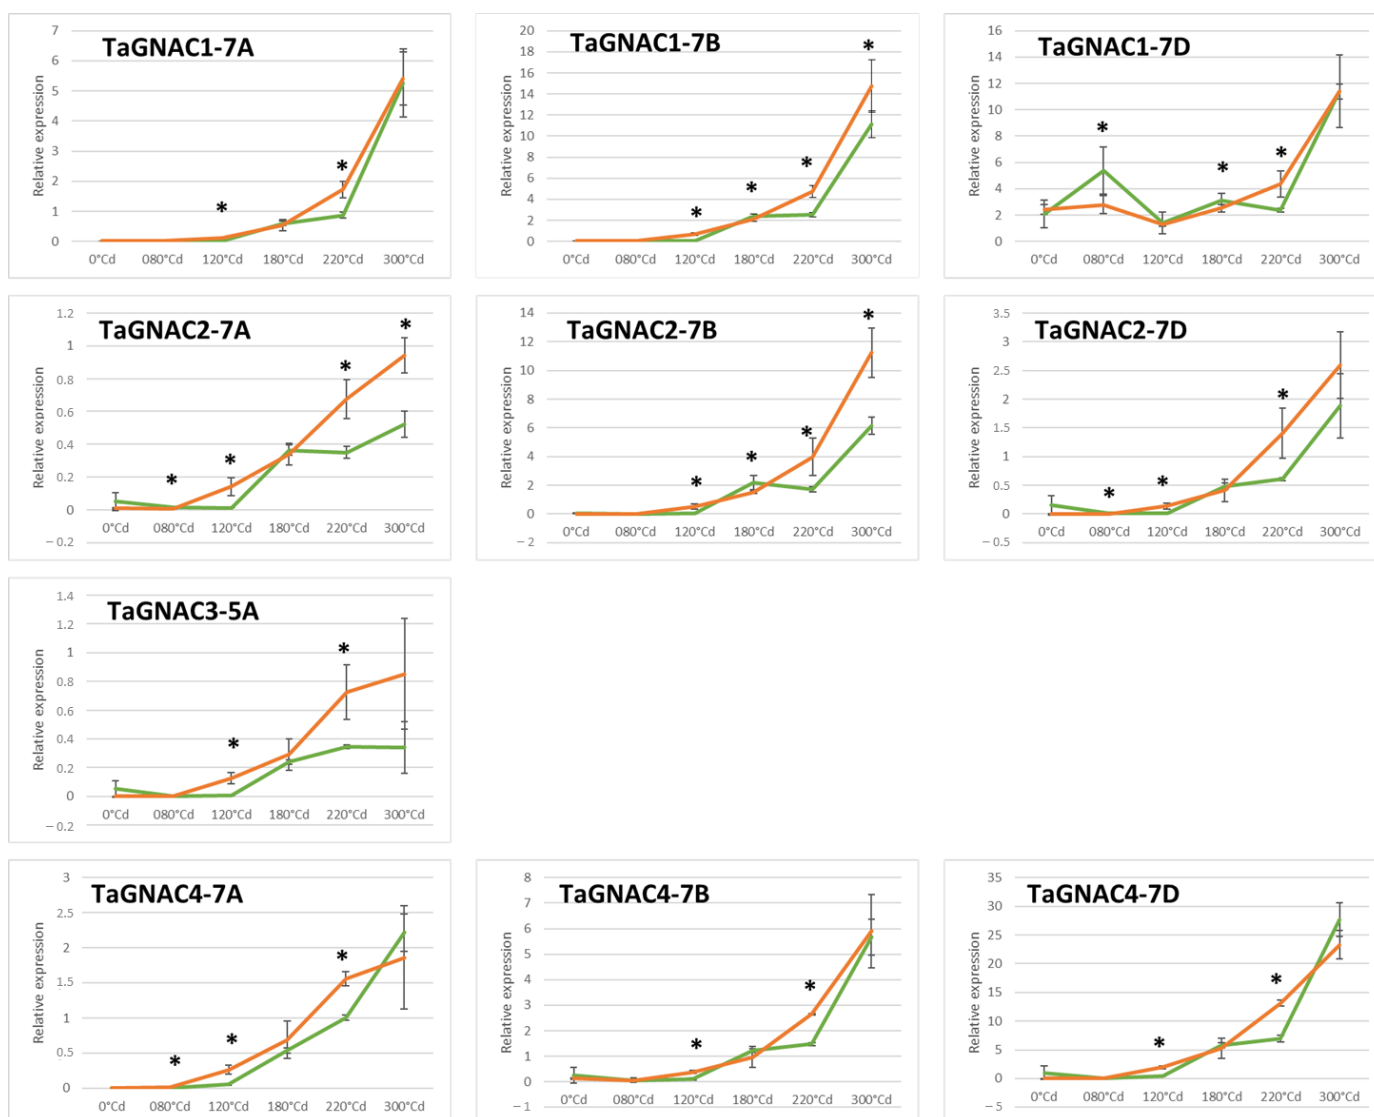 TaGNAC1-7A
Relative expression
7
6
5
4
3
2
1
0
0°Cd 080°Cd 120°Cd 180°Cd 220°Cd 300°Cd
* *
TaGNAC1-7B
Relative expression
20
18
16
14
12
10
8
6
4
2
0
0°Cd 080°Cd 120°Cd 180°Cd 220°Cd 300°Cd
* * * *
TaGNAC1-7D
Relative expression
16
14
12
10
8
6
4
2
0
0°Cd 080°Cd 120°Cd 180°Cd 220°Cd 300°Cd
* * *
TaGNAC2-7A
Relative expression
1.2
1
0.8
0.6
0.4
0.2
0
−0.2
0°Cd 080°Cd 120°Cd 180°Cd 220°Cd 300°Cd
* * * *
TaGNAC2-7B
Relative expression
14
12
10
8
6
4
2
0
−2
0°Cd 080°Cd 120°Cd 180°Cd 220°Cd 300°Cd
* * * *
TaGNAC2-7D
Relative expression
3.5
3
2.5
2
1.5
1
0.5
0
−0.5
0°Cd 080°Cd 120°Cd 180°Cd 220°Cd 300°Cd
* * *
TaGNAC3-5A
Relative expression
1.4
1.2
1
0.8
0.6
0.4
0.2
0
−0.2
0°Cd 080°Cd 120°Cd 180°Cd 220°Cd 300°Cd
* *
TaGNAC4-7A
Relative expression
3
2.5
2
1.5
1
0.5
0
0°Cd 080°Cd 120°Cd 180°Cd 220°Cd 300°Cd
* * *
TaGNAC4-7B
Relative expression
8
7
6
5
4
3
2
1
0
−1
0°Cd 080°Cd 120°Cd 180°Cd 220°Cd 300°Cd
* *
TaGNAC4-7D
Relative expression
35
30
25
20
15
10
5
0
−5
0°Cd 080°Cd 120°Cd 180°Cd 220°Cd 300°Cd
* *